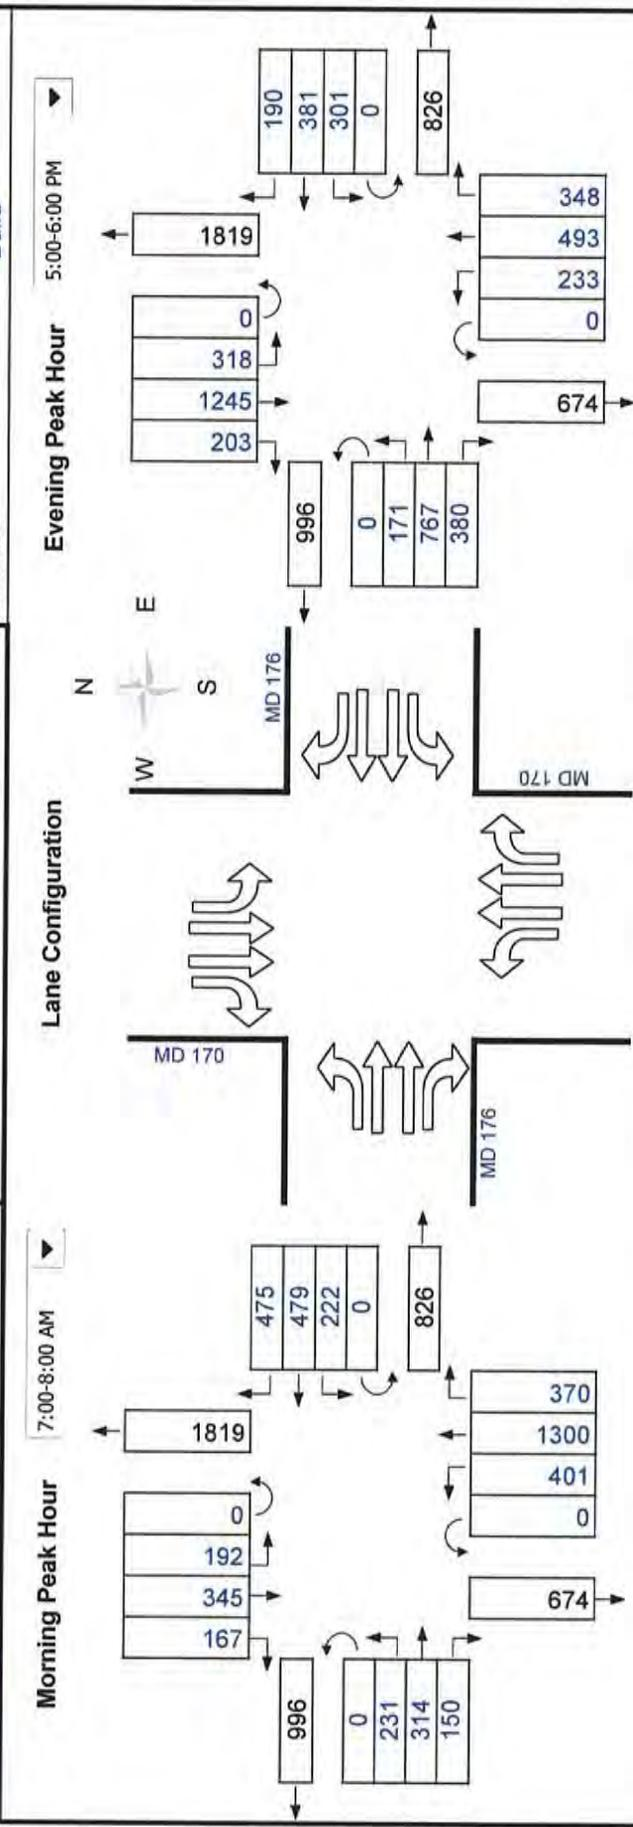 Morning Peak Hour 7:00-8:00 AM
167 345 192 0
1819
996
475
479
222
0
0
231
314
150
826
674
0 401 1300 370
Lane Configuration
N
W E
S
MD 170
MD 176
MD 176
MD 170
Evening Peak Hour 5:00-6:00 PM
203 1245 318 0
1819
996
190
381
301
0
0
171
767
380
826
674
0 233 493 348